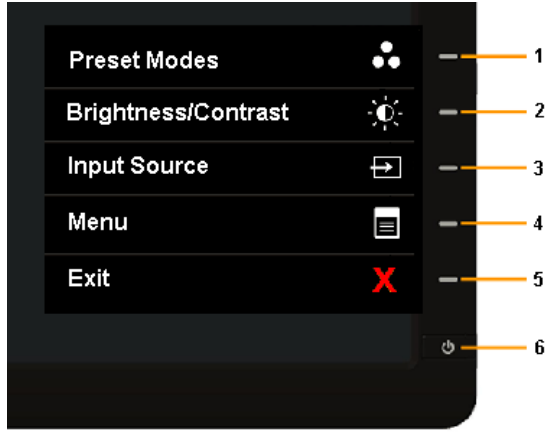 Preset Modes 1
Brightness/Contrast 2
Input Source 3
Menu 4
Exit X 5
6